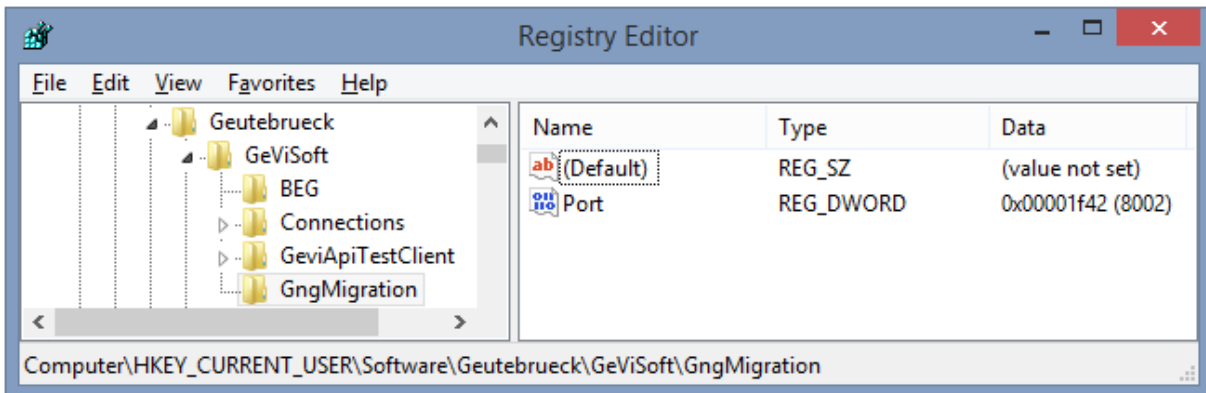 Registry Editor
File Edit View Favorites Help
Geutebrueck
GeViSoft
BEG
Connections
GeviApiTestClient
GngMigration
Name Type Data
ab (Default) REG_SZ (value not set)
Port REG_DWORD 0x00001f42 (8002)
Computer\HKEY_CURRENT_USER\Software\Geutebrueck\GeViSoft\GngMigration